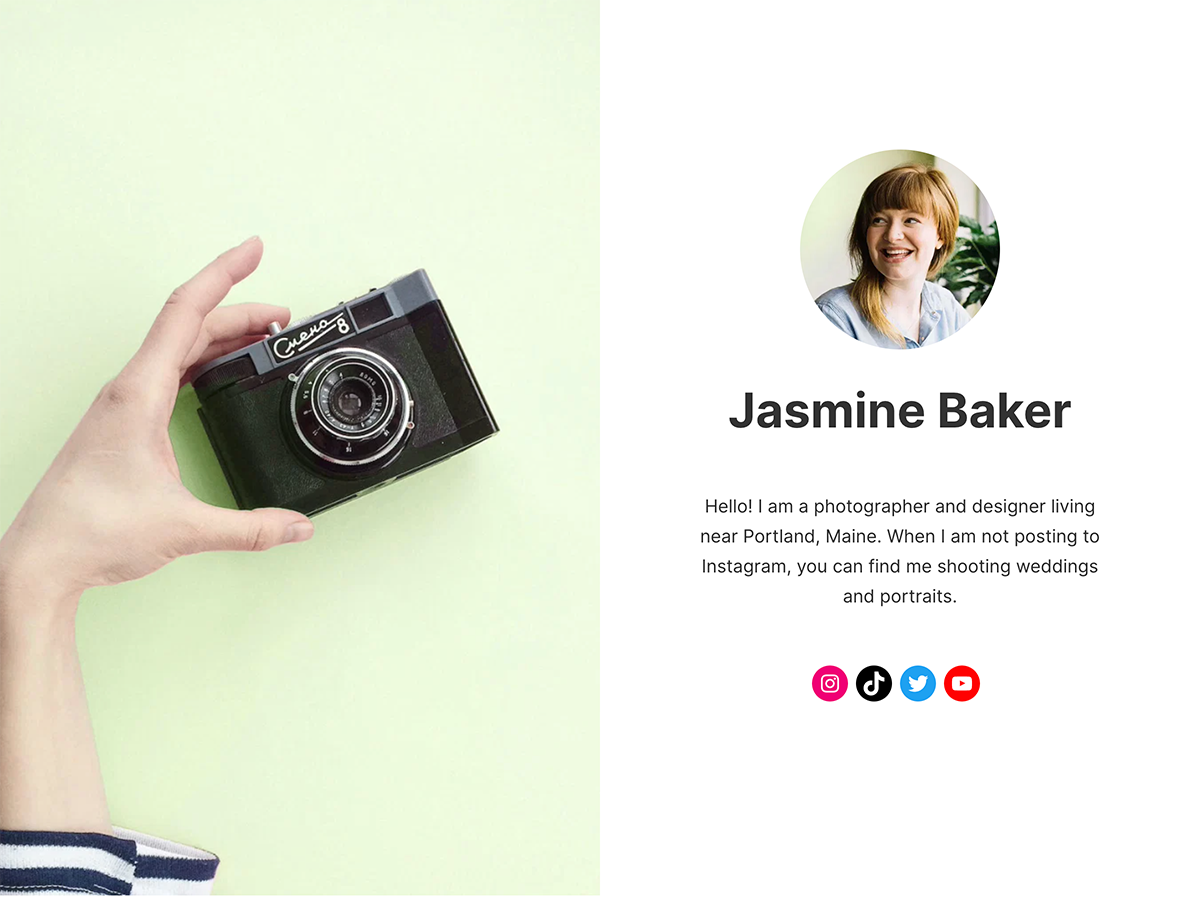 Смена 8
Jasmine Baker
Hello! I am a photographer and designer living
near Portland, Maine. When I am not posting to
Instagram, you can find me shooting weddings
and portraits.